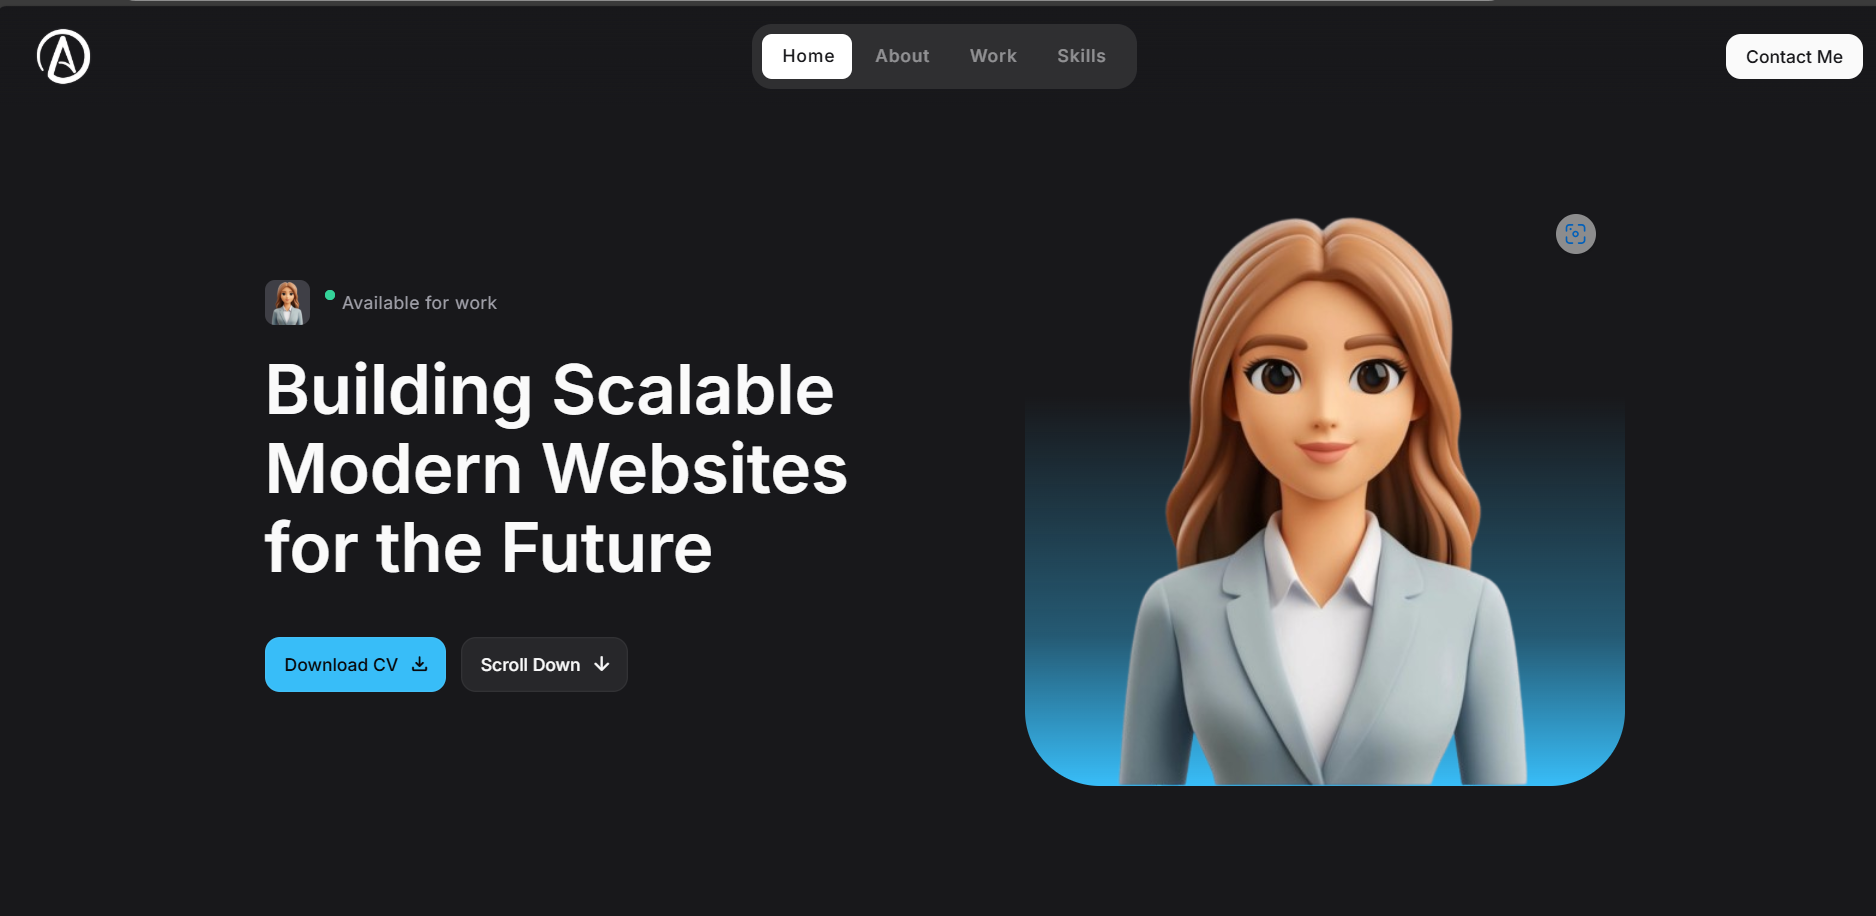 Home About Work Skills
Contact Me
Available for work
Building Scalable
Modern Websites
for the Future
Download CV
Scroll Down